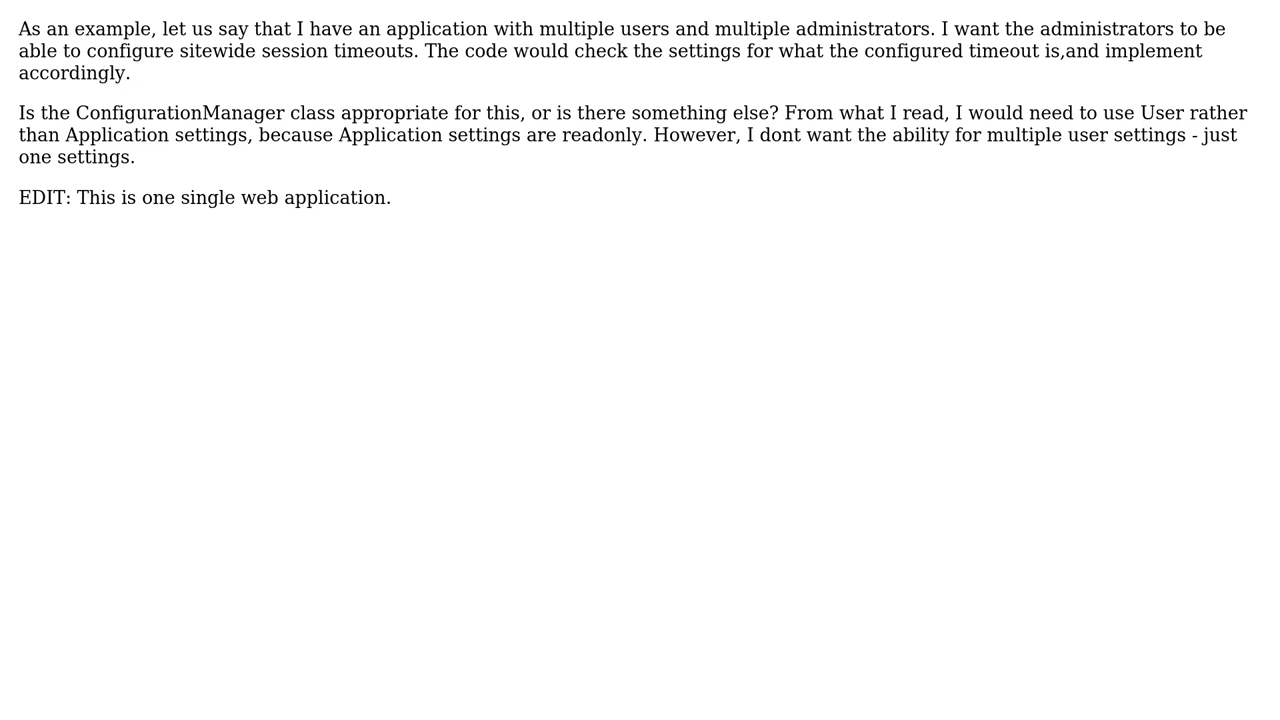 As an example, let us say that I have an application with multiple users and multiple administrators. I want the administrators to be
able to configure sitewide session timeouts. The code would check the settings for what the configured timeout is,and implement
accordingly.
Is the ConfigurationManager class appropriate for this, or is there something else? From what I read, I would need to use User rather
than Application settings, because Application settings are readonly. However, I dont want the ability for multiple user settings - just
one settings.
EDIT: This is one single web application.